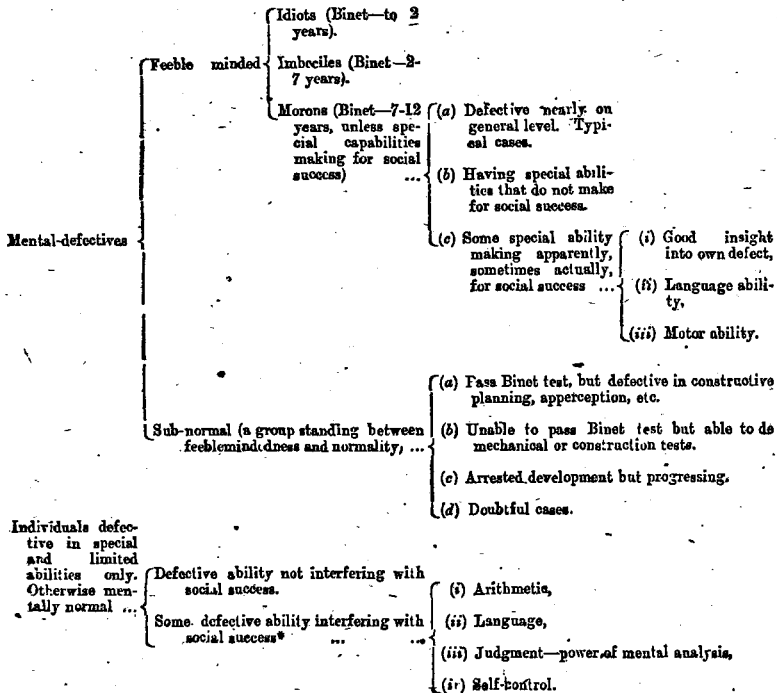 Idiots (Binet—to 2
years).
Feeble minded
Imbeciles (Binet—2-
7 years).
Morons (Binet—7-12
years, unless spe-
cial capabilities
making for social
success) ...
(a) Defective nearly on
general level. Typi-
cal cases.
(b) Having special abili-
tics that do not make
for social success.
Mental-defectives
(c) Some special ability
making apparently,
sometimes actually,
for social success ...
(i) Good insight
into own defect,
(ii) Language abili-
ty,
(iii) Motor ability.
Sub-normal (a group standing between
feeblemindedness and normality, ...
(a) Pass Binet test, but defective in constructive
planning, apperception, etc.
(b) Unable to pass Binet test but able to do
mechanical or construction tests.
(c) Arrested development but progressing.
(d) Doubtful cases.
Individuals defec-
tive in special
and limited
abilities only.
Otherwise men-
tally normal ...
Defective ability not interfering with
social success.
Some defective ability interfering with
social success* ... ...
(i) Arithmetic,
(ii) Language,
(iii) Judgment—power of mental analysis,
(iv) Self-control.